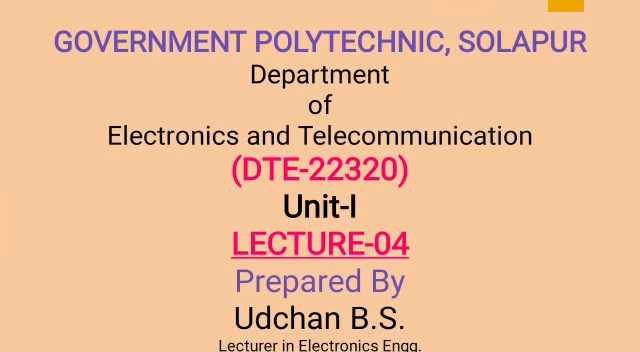 GOVERNMENT POLYTECHNIC, SOLAPUR
Department
of
Electronics and Telecommunication
(DTE-22320)
Unit-I
LECTURE-04
Prepared By
Udchan B.S.
Lecturer in Electronics Engg.